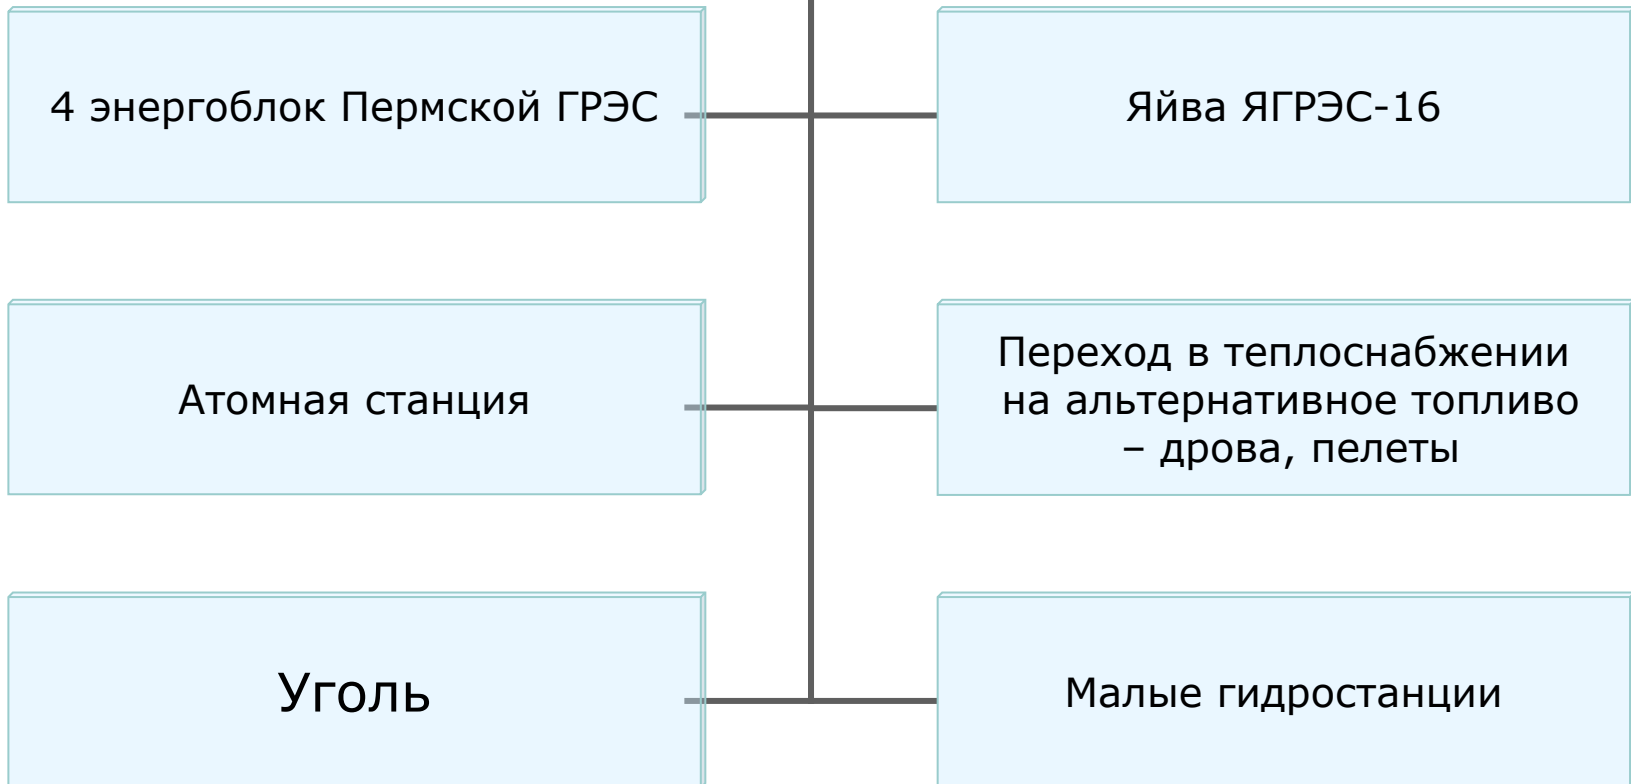 4 энергоблок Пермской ГРЭС
Яйва ЯГРЭС-16
Атомная станция
Переход в теплоснабжении
на альтернативное топливо
– дрова, пелеты
Уголь
Малые гидростанции